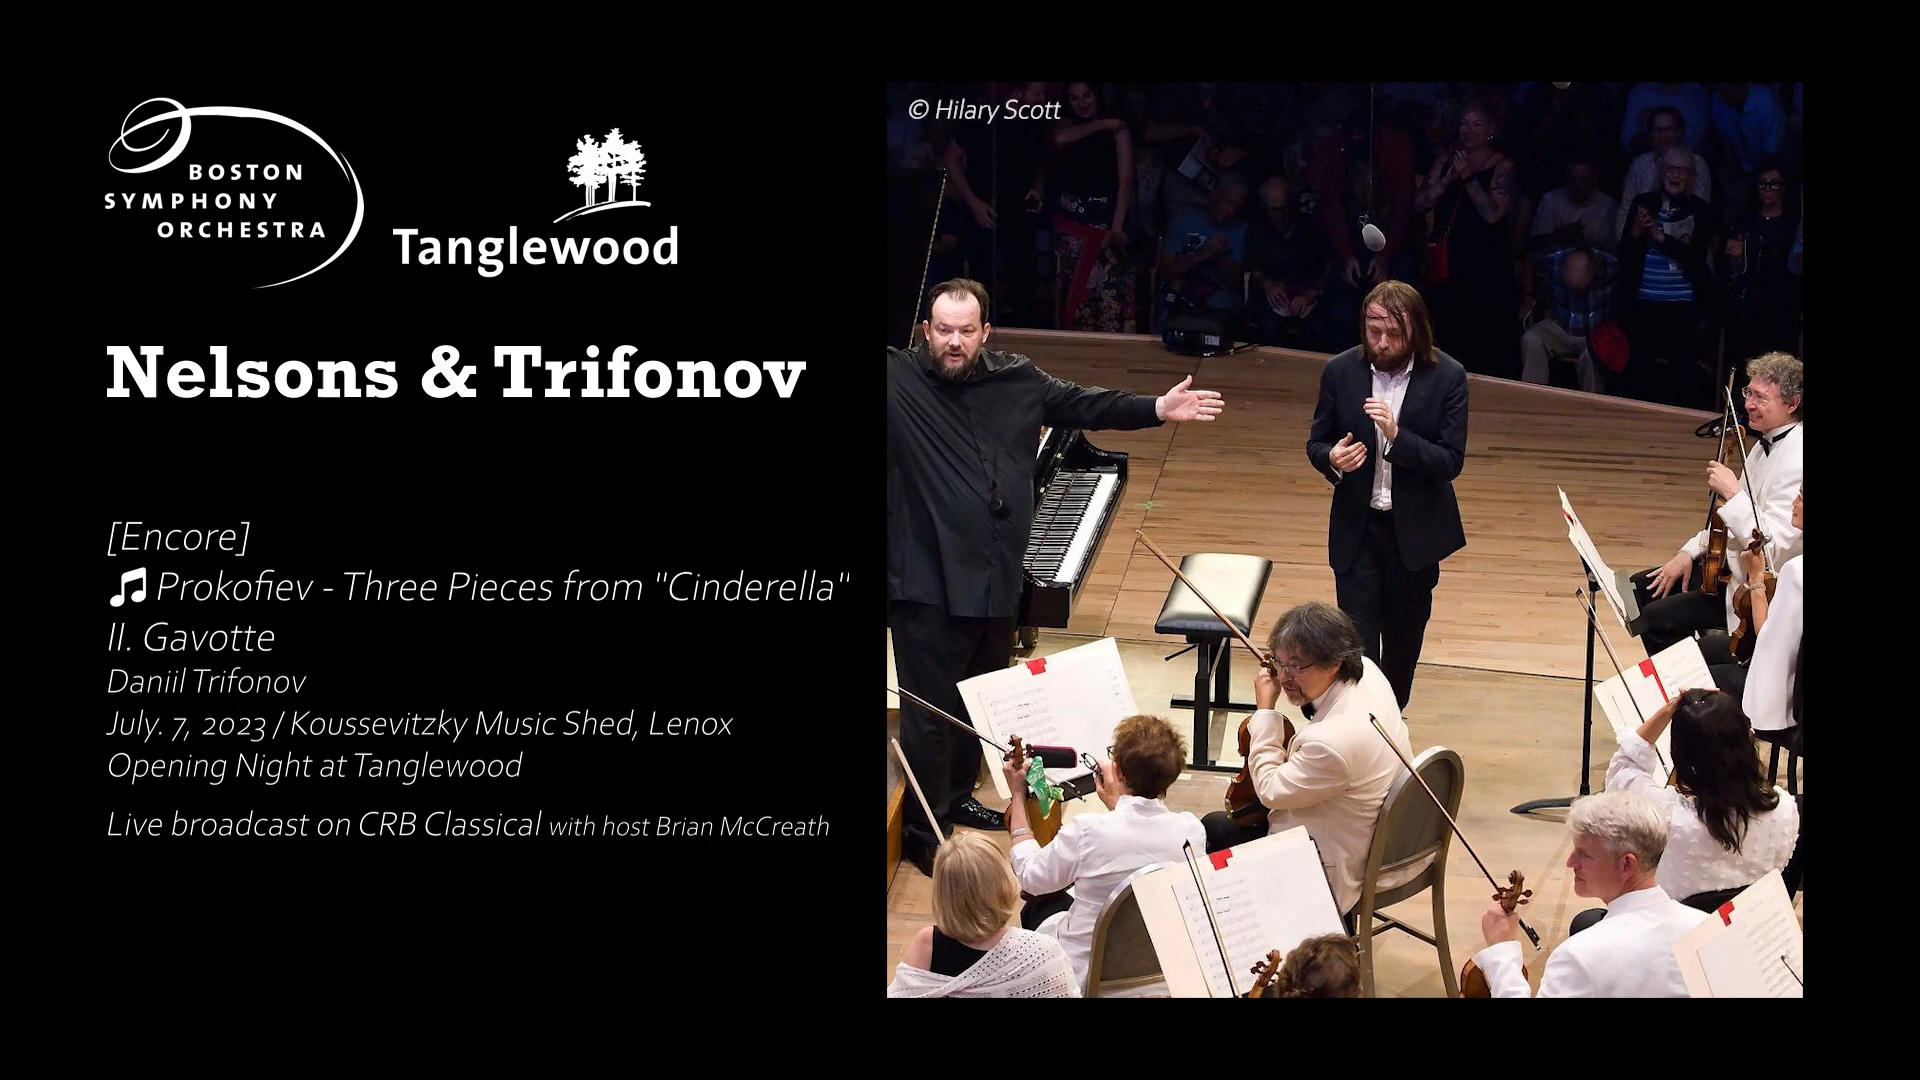 BOSTON
SYMPHONY
ORCHESTRA
Tanglewood
Nelsons & Trifonov
[Encore]
Prokofiev - Three Pieces from "Cinderella"
II. Gavotte
Daniil Trifonov
July. 7, 2023 / Koussevitzky Music Shed, Lenox
Opening Night at Tanglewood
Live broadcast on CRB Classical with host Brian McCreath
© Hilary Scott